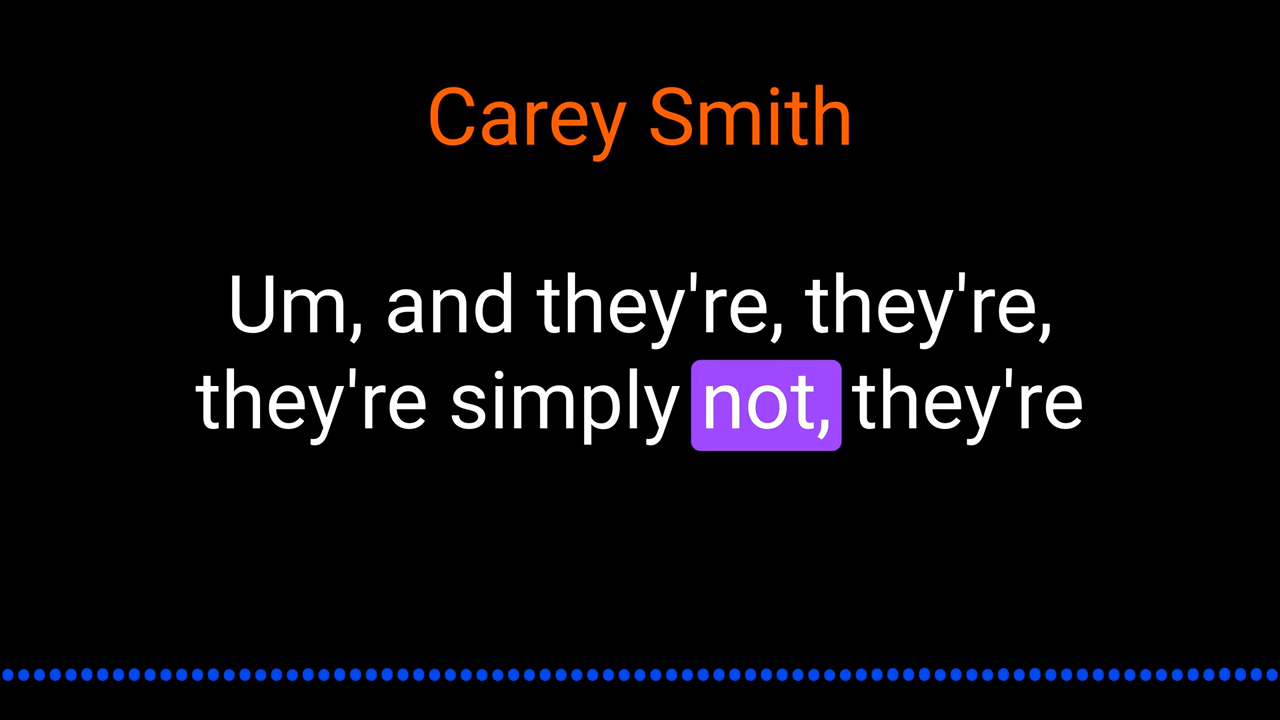 Carey Smith
Um, and they're, they're,
they're simply not, they're